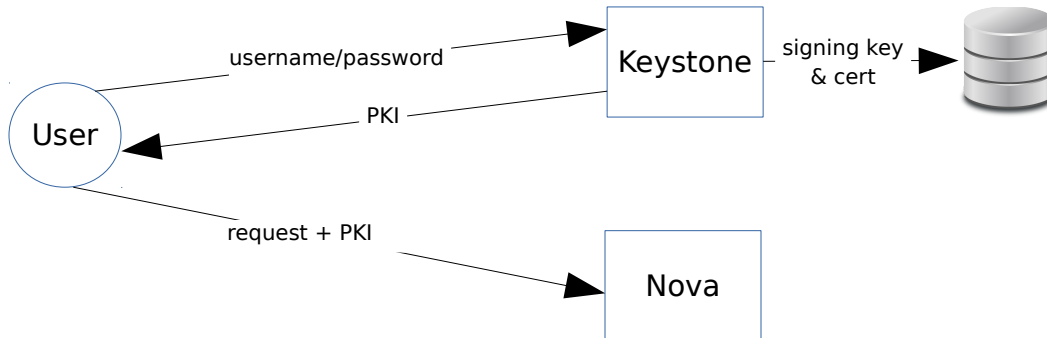 username/password
Keystone
signing key
& cert
PKI
User
request + PKI
Nova